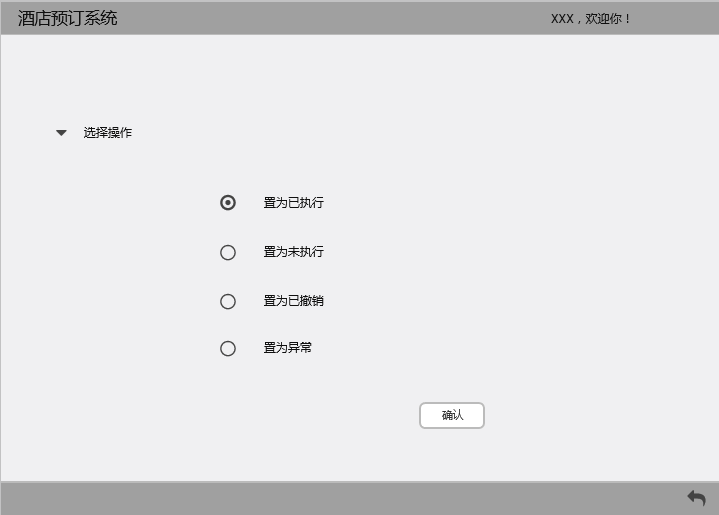 酒店预订系统
XXX，欢迎你！
选择操作
置为已执行
置为未执行
置为已撤销
置为异常
确认